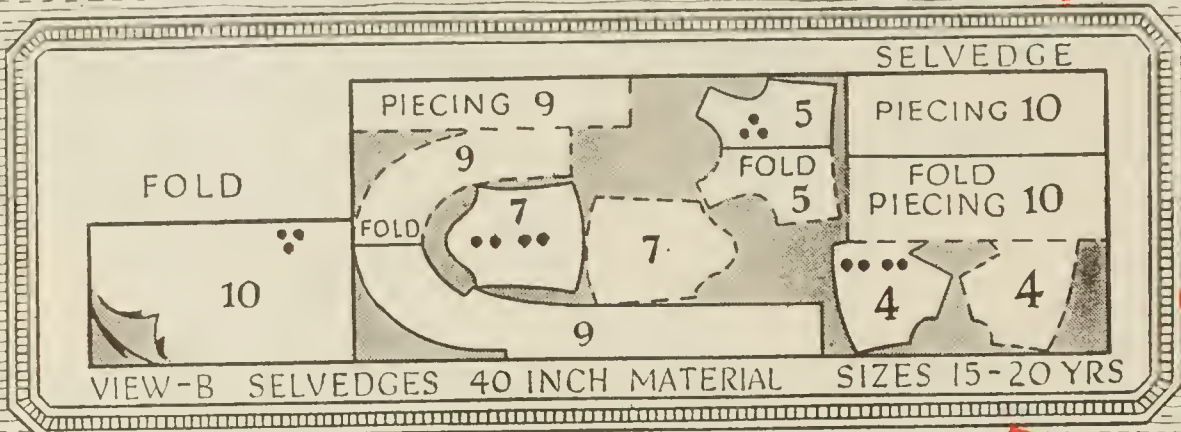 SELVEDGE
PIECING 9
5
PIECING 10
9
FOLD
FOLD
FOLD
5
PIECING 10
7
FOLD
7
10
4
4
9
VIEW-B SELVEDGES 40 INCH MATERIAL SIZES 15-20 YRS